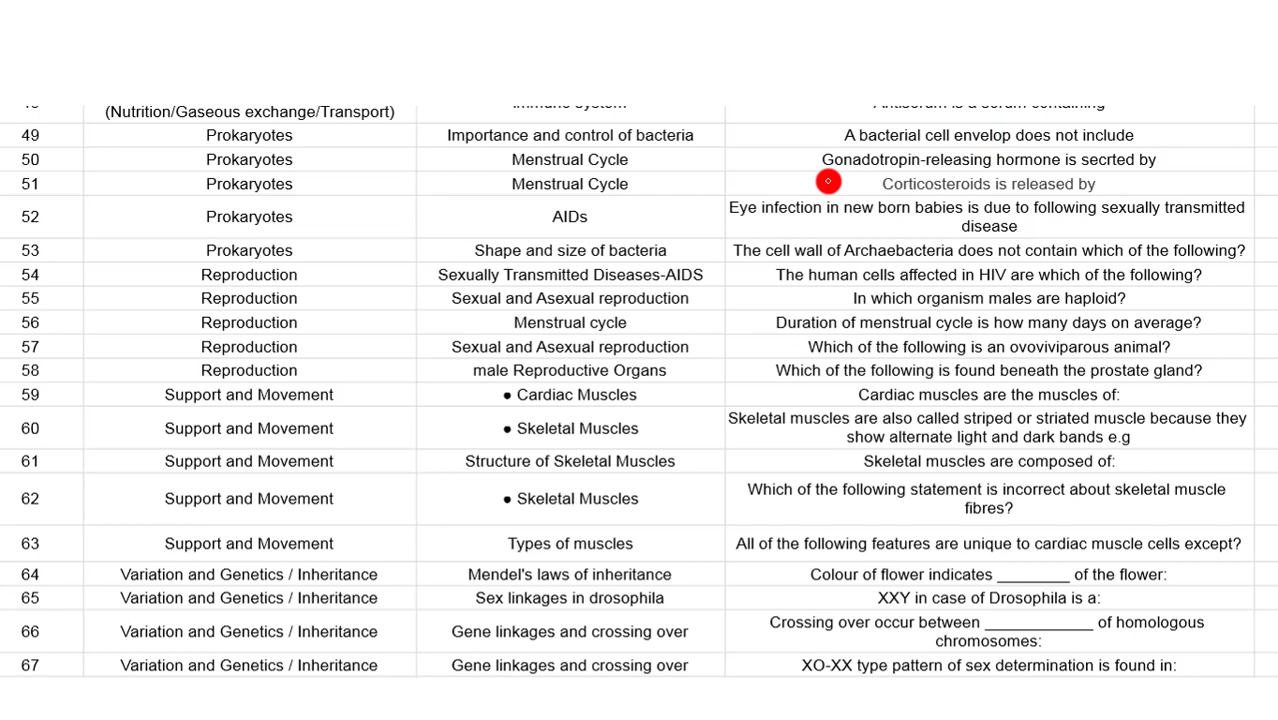 (Nutrition/Gaseous exchange/Transport)
49 Prokaryotes Importance and control of bacteria A bacterial cell envelop does not include
50 Prokaryotes Menstrual Cycle Gonadotropin-releasing hormone is secrted by
51 Prokaryotes Menstrual Cycle Corticosteroids is released by
52 Prokaryotes AIDs Eye infection in new born babies is due to following sexually transmitted
disease
53 Prokaryotes Shape and size of bacteria The cell wall of Archaebacteria does not contain which of the following?
54 Reproduction Sexually Transmitted Diseases-AIDS The human cells affected in HIV are which of the following?
55 Reproduction Sexual and Asexual reproduction In which organism males are haploid?
56 Reproduction Menstrual cycle Duration of menstrual cycle is how many days on average?
57 Reproduction Sexual and Asexual reproduction Which of the following is an ovoviviparous animal?
58 Reproduction male Reproductive Organs Which of the following is found beneath the prostate gland?
59 Support and Movement • Cardiac Muscles Cardiac muscles are the muscles of:
60 Support and Movement • Skeletal Muscles Skeletal muscles are also called striped or striated muscle because they
show alternate light and dark bands e.g
61 Support and Movement Structure of Skeletal Muscles Skeletal muscles are composed of:
62 Support and Movement • Skeletal Muscles Which of the following statement is incorrect about skeletal muscle
fibres?
63 Support and Movement Types of muscles All of the following features are unique to cardiac muscle cells except?
64 Variation and Genetics / Inheritance Mendel's laws of inheritance Colour of flower indicates ________ of the flower:
65 Variation and Genetics / Inheritance Sex linkages in drosophila XXY in case of Drosophila is a:
66 Variation and Genetics / Inheritance Gene linkages and crossing over Crossing over occur between ____________ of homologous
chromosomes:
67 Variation and Genetics / Inheritance Gene linkages and crossing over XO-XX type pattern of sex determination is found in: